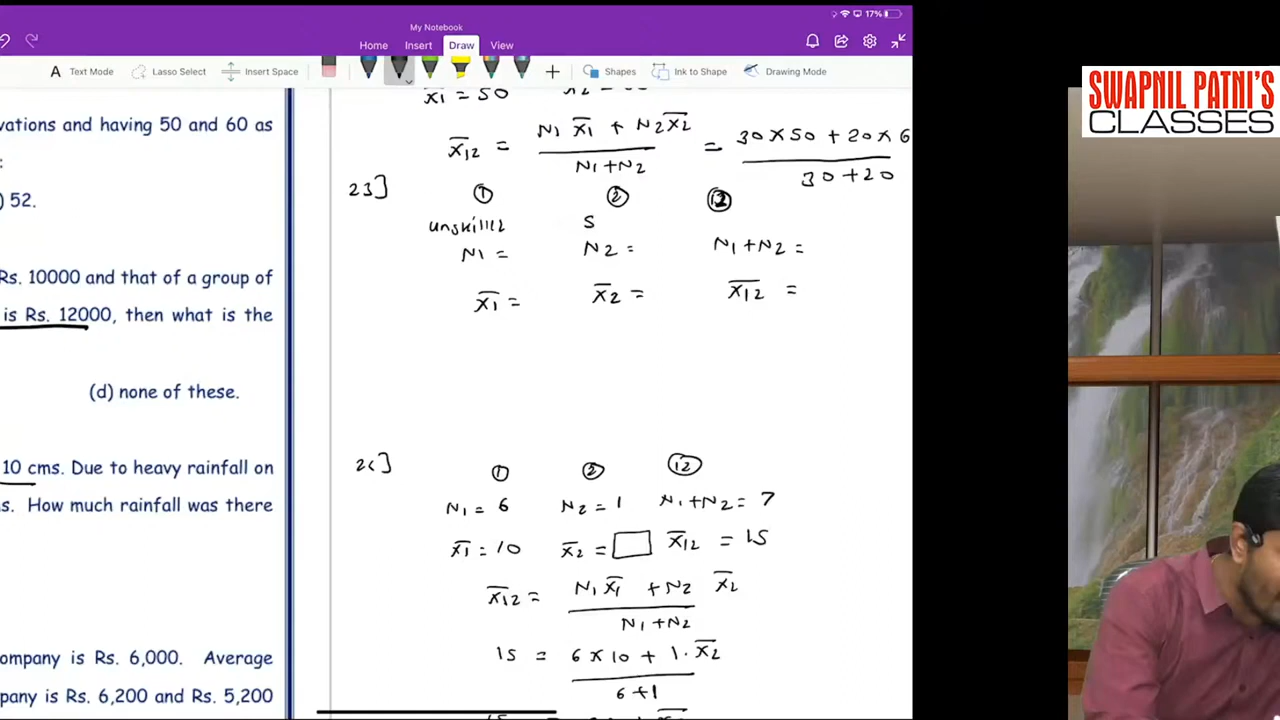 My Notebook
17%
Home Insert Draw View
A Text Mode Lasso Select Insert Space Shapes Ink to Shape Drawing Mode
SWAPNIL PATNI'S
CLASSES
vations and having 50 and 60 as
:
) 52.
Rs. 10000 and that of a group of
is Rs. 12000, then what is the
(d) none of these.
10 cms. Due to heavy rainfall on
s. How much rainfall was there
ompany is Rs. 6,000. Average
pany is Rs. 6,200 and Rs. 5,200
x̄1 = 50
x̄12 = N1 x̄1 + N2 x̄2 / N1+N2 = 30×50 + 20×6 / 30+20
23]
① ② ⑫
S
N1 = N2 = N1+N2 =
x̄1 = x̄2 = x̄12 =
① ② ⑫
N1 = 6 N2 = 1 N1+N2 = 7
x̄1 = 10 x̄2 = x̄12 = 15
x̄12 = N1 x̄1 + N2 x̄2 / N1+N2
15 = 6×10 + 1·x̄2 / 6+1